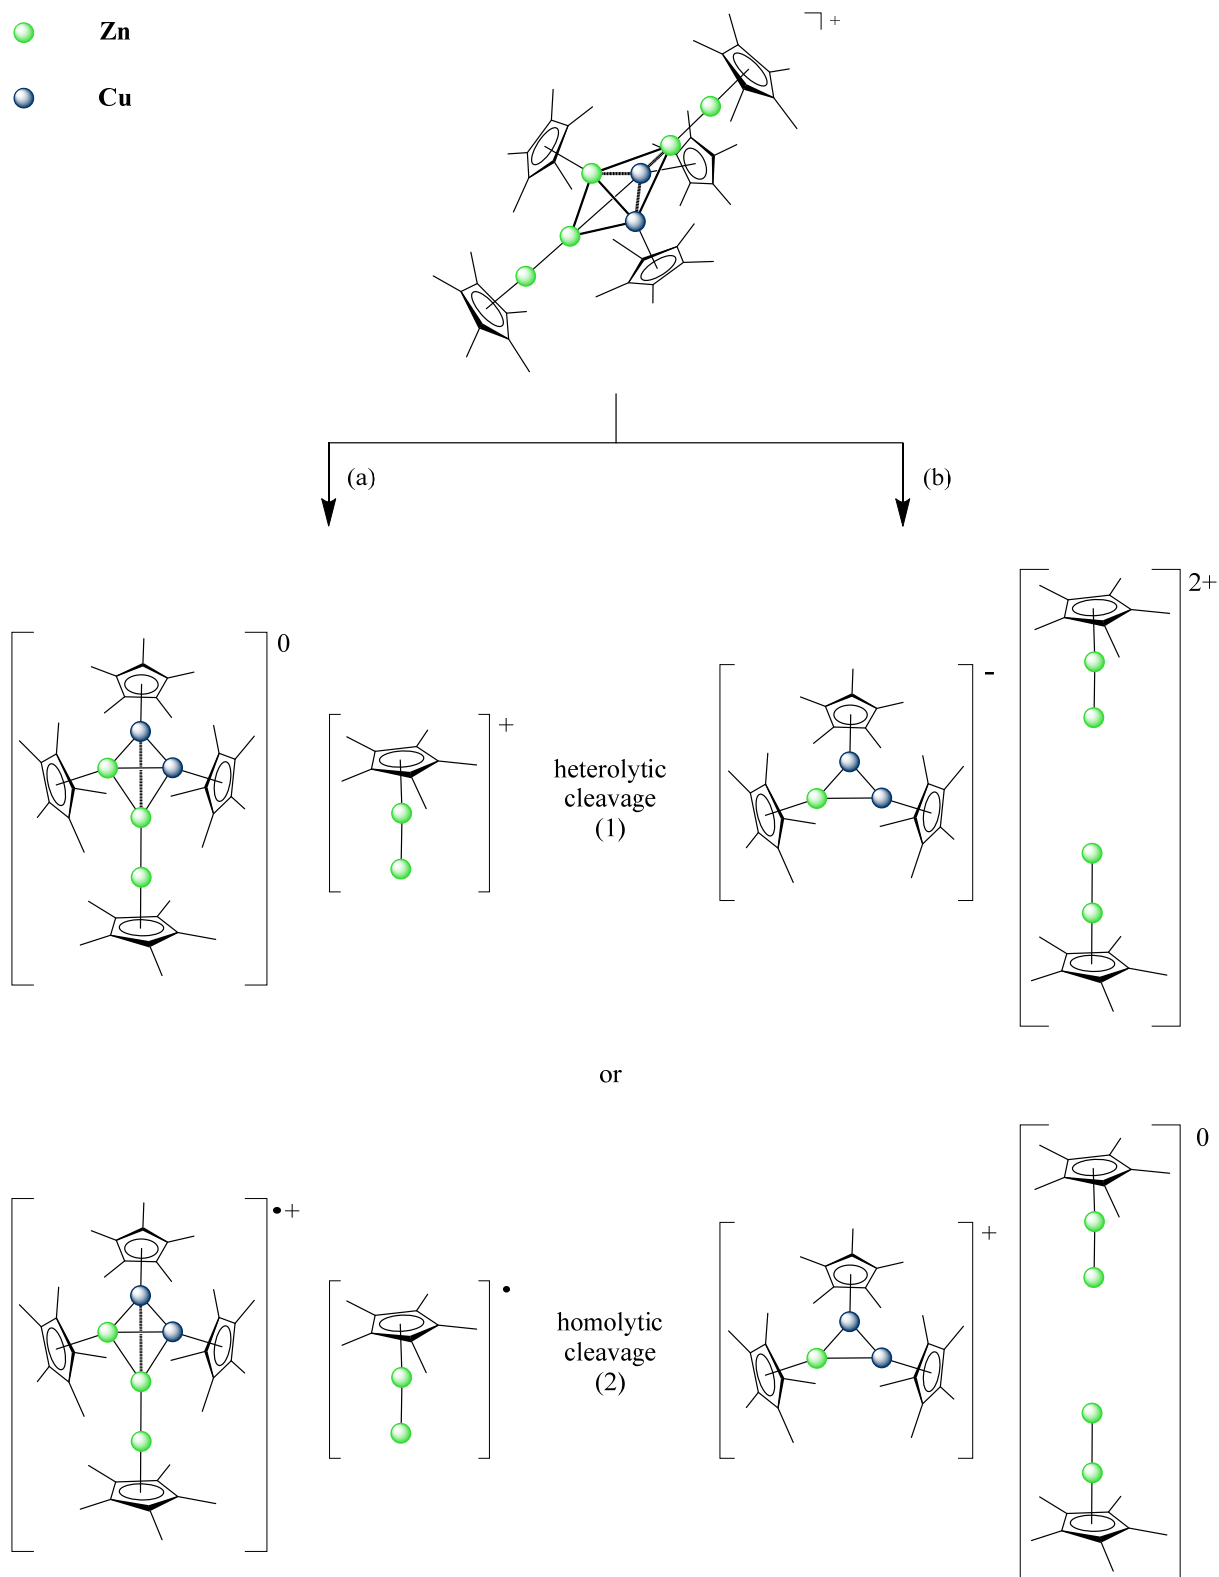 Zn
Cu
+
(a)
(b)
0
+
heterolytic
cleavage
(1)
-
2+
or
•+
•
homolytic
cleavage
(2)
+
0